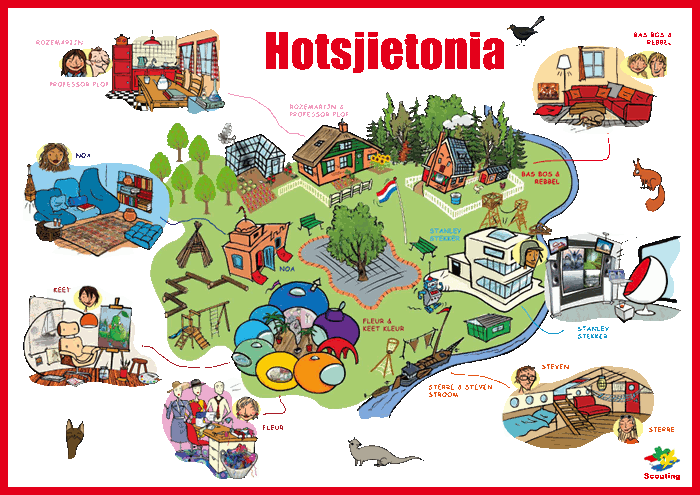 Hotsjietonia
ROZEMARIJN
PROFESSOR PLOF
BAS BOS &
REBBEL
ROZEMARIJN &
PROFESSOR PLOF
NOA
BAS BOS &
REBBEL
STANLEY
STEKKER
NOA
KEET
FLEUR &
KEET KLEUR
STANLEY
STEKKER
STERRE & STEVEN
STROOM
STEVEN
FLEUR
STERRE
Scouting